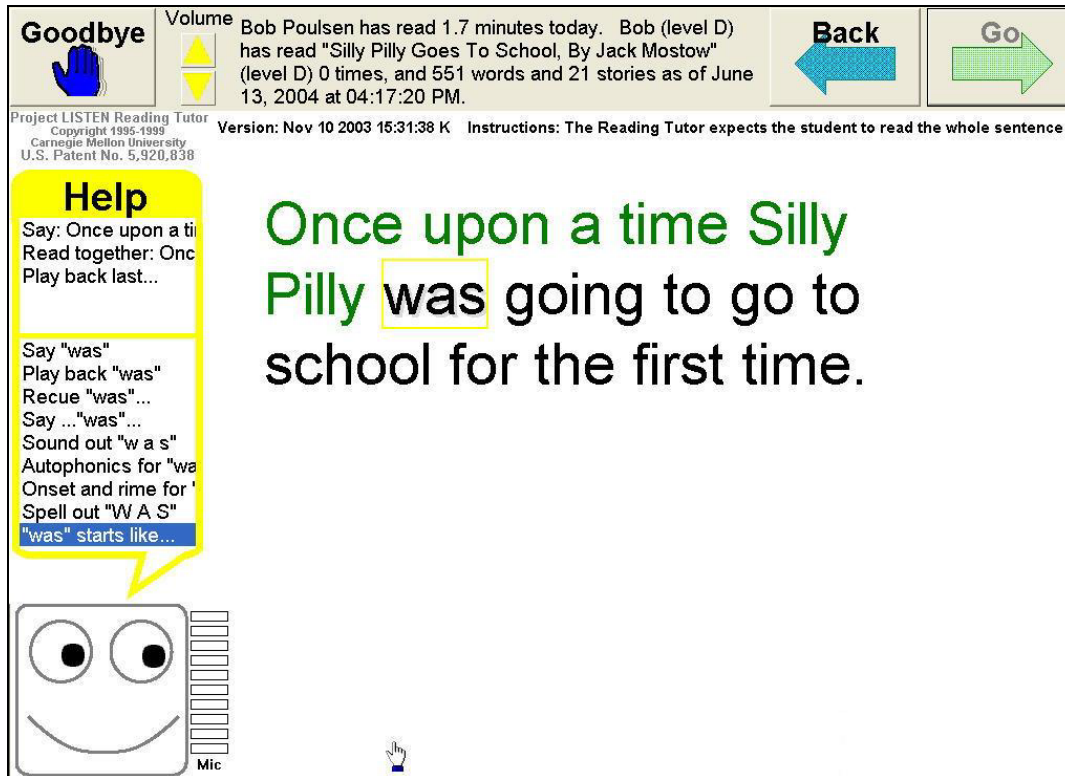 Goodbye
Volume
Bob Poulsen has read 1.7 minutes today. Bob (level D)
has read "Silly Pilly Goes To School, By Jack Mostow"
(level D) 0 times, and 551 words and 21 stories as of June
13, 2004 at 04:17:20 PM.
Back
Go
Project LISTEN Reading Tutor
Copyright 1995-1999
Carnegie Mellon University
U.S. Patent No. 5,920,838
Version: Nov 10 2003 15:31:38 K Instructions: The Reading Tutor expects the student to read the whole sentence
Help
Say: Once upon a ti
Read together: Onc
Play back last...
Say "was"
Play back "was"
Recue "was"...
Say ..."was"...
Sound out "w a s"
Autophonics for "wa
Onset and rime for "
Spell out "W A S"
"was" starts like...
Once upon a time Silly
Pilly was going to go to
school for the first time.
Mic